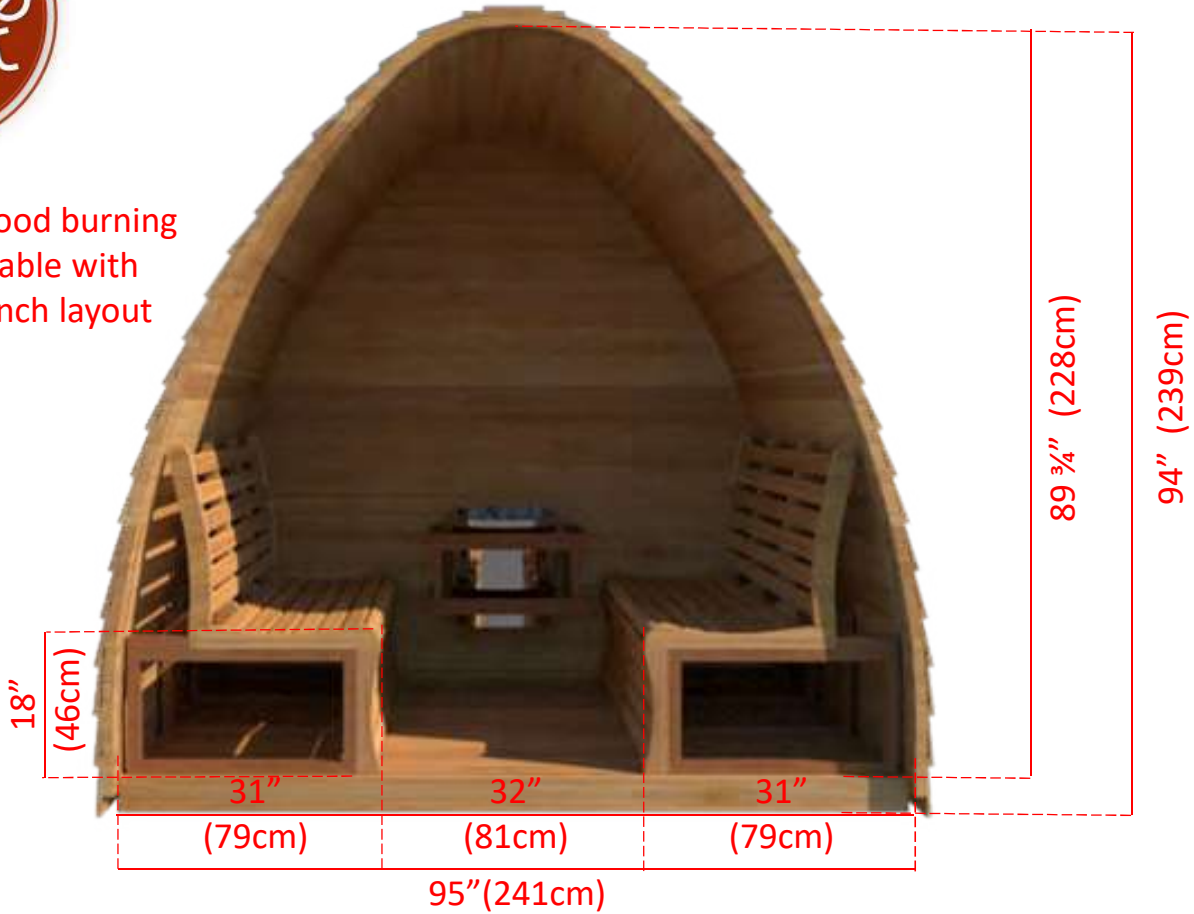 ood burning
able with
nch layout
89 ¾” (228cm)
94” (239cm)
18”
(46cm)
31” 32” 31”
(79cm) (81cm) (79cm)
95”(241cm)